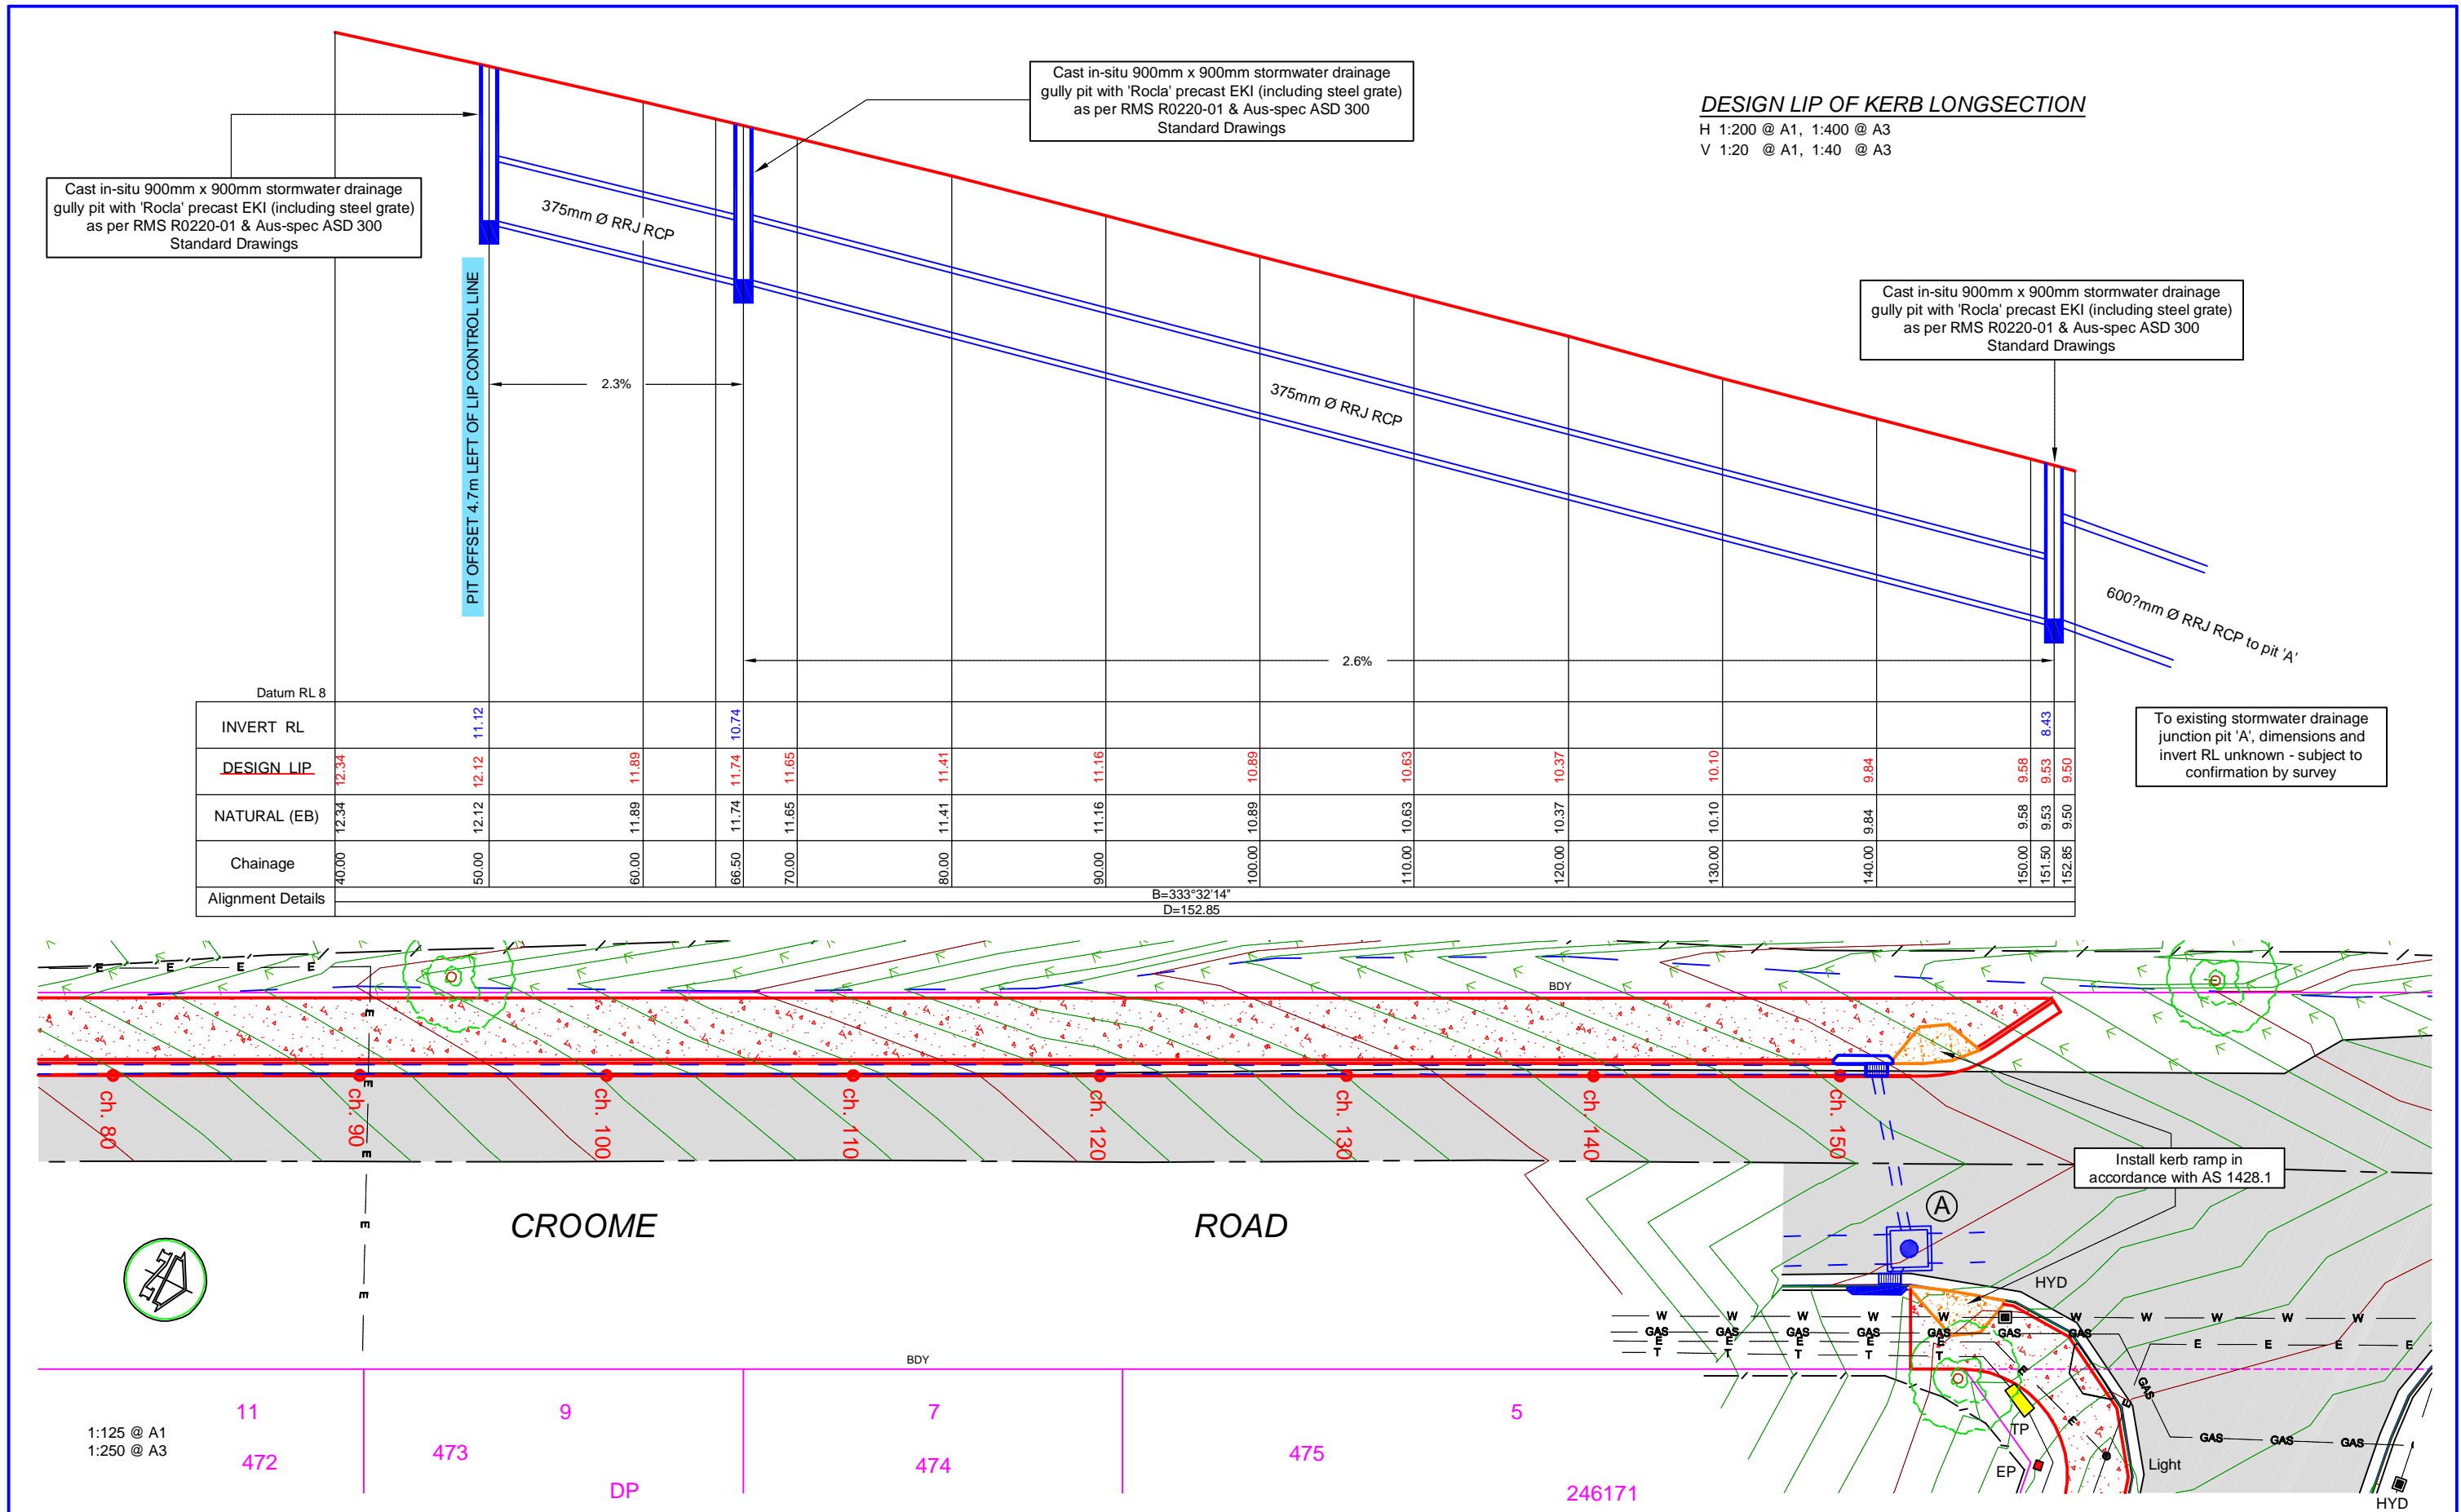 Cast in-situ 900mm x 900mm stormwater drainage
gully pit with 'Rocla' precast EKI (including steel grate)
as per RMS R0220-01 & Aus-spec ASD 300
Standard Drawings
DESIGN LIP OF KERB LONGSECTION
H 1:200 @ A1, 1:400 @ A3
V 1:20 @ A1, 1:40 @ A3
Cast in-situ 900mm x 900mm stormwater drainage
gully pit with 'Rocla' precast EKI (including steel grate)
as per RMS R0220-01 & Aus-spec ASD 300
Standard Drawings
375mm Ø RRJ RCP
PIT OFFSET 4.7m LEFT OF LIP CONTROL LINE
Cast in-situ 900mm x 900mm stormwater drainage
gully pit with 'Rocla' precast EKI (including steel grate)
as per RMS R0220-01 & Aus-spec ASD 300
Standard Drawings
2.3%
375mm Ø RRJ RCP
600?mm Ø RRJ RCP to pit 'A'
2.6%
Datum RL 8
INVERT RL 11.12 10.74 8.43
DESIGN LIP 12.34 12.12 11.89 11.74 11.65 11.41 11.16 10.89 10.63 10.37 10.10 9.84 9.58 9.53 9.50
NATURAL (EB) 12.34 12.12 11.89 11.74 11.65 11.41 11.16 10.89 10.63 10.37 10.10 9.84 9.58 9.53 9.50
Chainage 40.00 50.00 60.00 66.50 70.00 80.00 90.00 100.00 110.00 120.00 130.00 140.00 150.00 151.50 152.85
Alignment Details
B=333°32'14"
D=152.85
To existing stormwater drainage
junction pit 'A', dimensions and
invert RL unknown - subject to
confirmation by survey
E E E E
BDY
E
E
E
E
E
E
ch. 80 ch. 90 ch. 100 ch. 110 ch. 120 ch. 130 ch. 140 ch. 150
Install kerb ramp in
accordance with AS 1428.1
A
CROOME ROAD
HYD
W W W W W W W W W W
GAS GAS GAS GAS GAS GAS GAS
E E E E E E E E E
T T T T T
BDY
E
GAS
E
11 9 7 5
1:125 @ A1
1:250 @ A3
472 473 474 475
TP
GAS GAS GAS
EP
Light
DP 246171
HYD